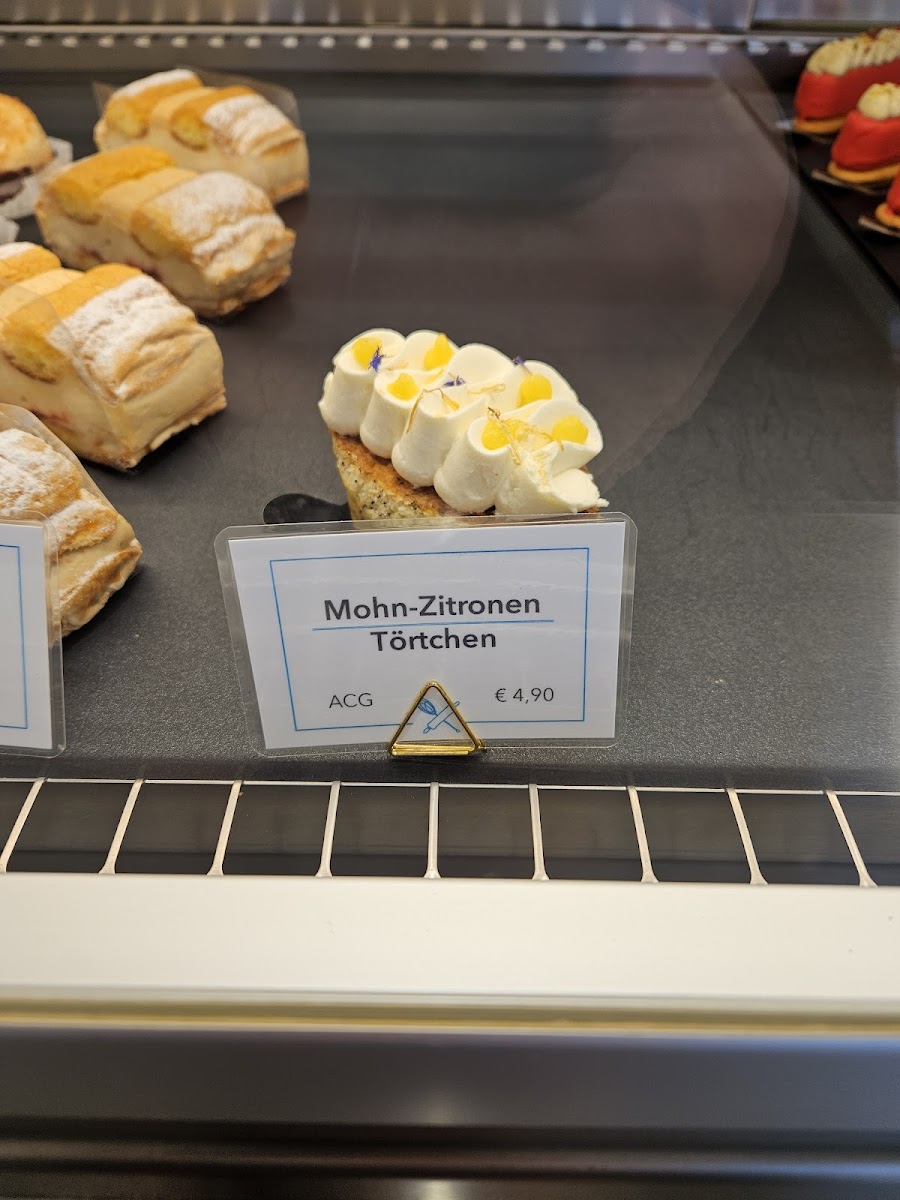 Mohn-Zitronen
Törtchen
ACG
€ 4,90